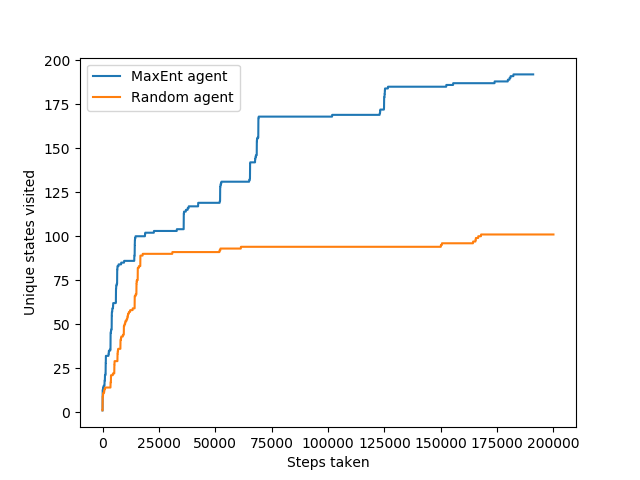 200
175
150
125
100
75
50
25
0
Unique states visited
MaxEnt agent
Random agent
0 25000 50000 75000 100000 125000 150000 175000 200000
Steps taken